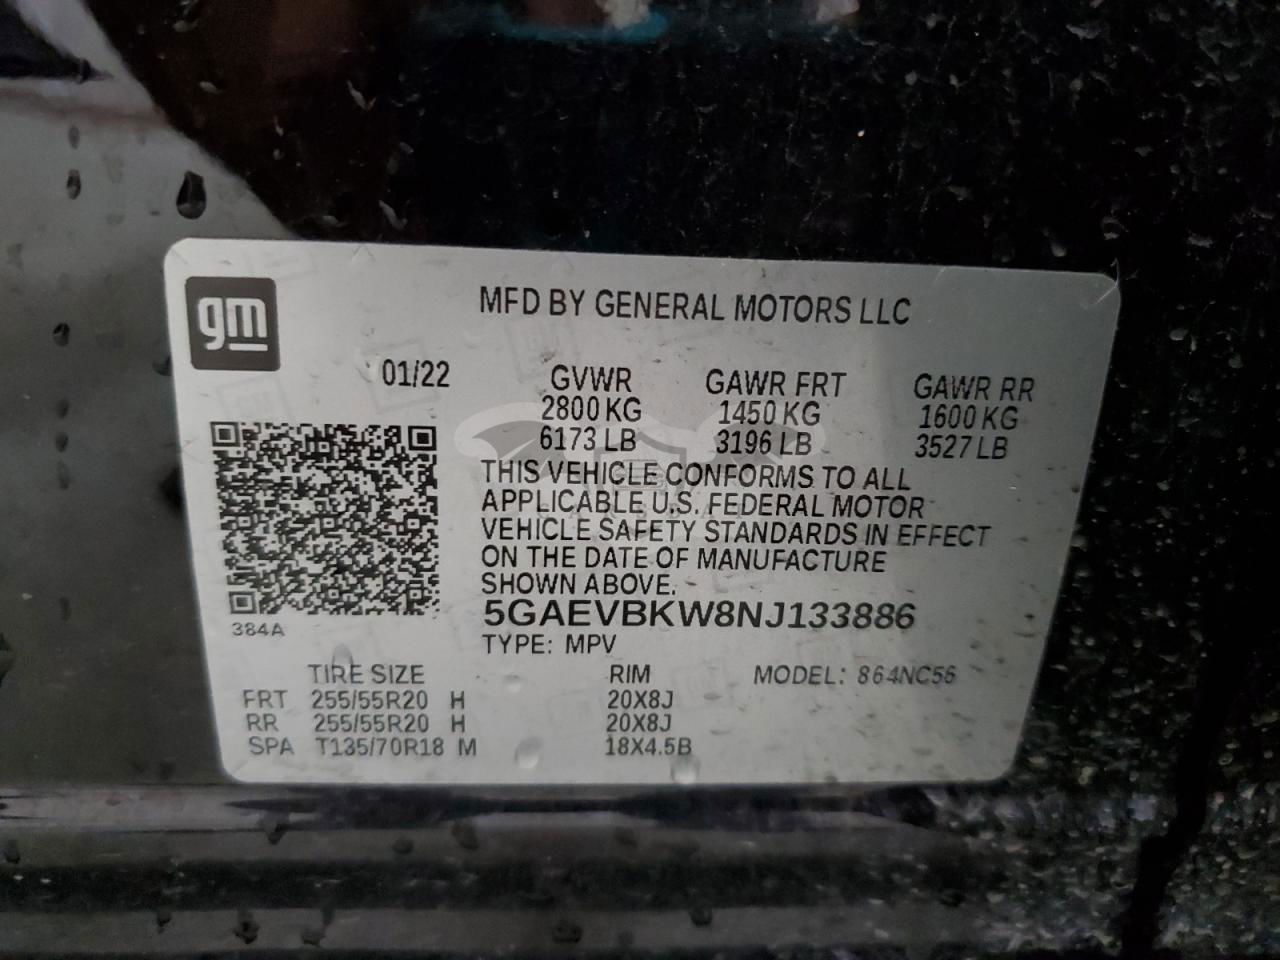 gm
MFD BY GENERAL MOTORS LLC
01/22 GVWR GAWR FRT GAWR RR
2800 KG 1450 KG 1600 KG
6173 LB 3196 LB 3527 LB
THIS VEHICLE CONFORMS TO ALL
APPLICABLE U.S. FEDERAL MOTOR
VEHICLE SAFETY STANDARDS IN EFFECT
ON THE DATE OF MANUFACTURE
SHOWN ABOVE.
5GAEVBKW8NJ133886
384A
TYPE: MPV
TIRE SIZE RIM MODEL: 864NC56
FRT 255/55R20 H 20X8J
RR 255/55R20 H 20X8J
SPA T135/70R18 M 18X4.5B